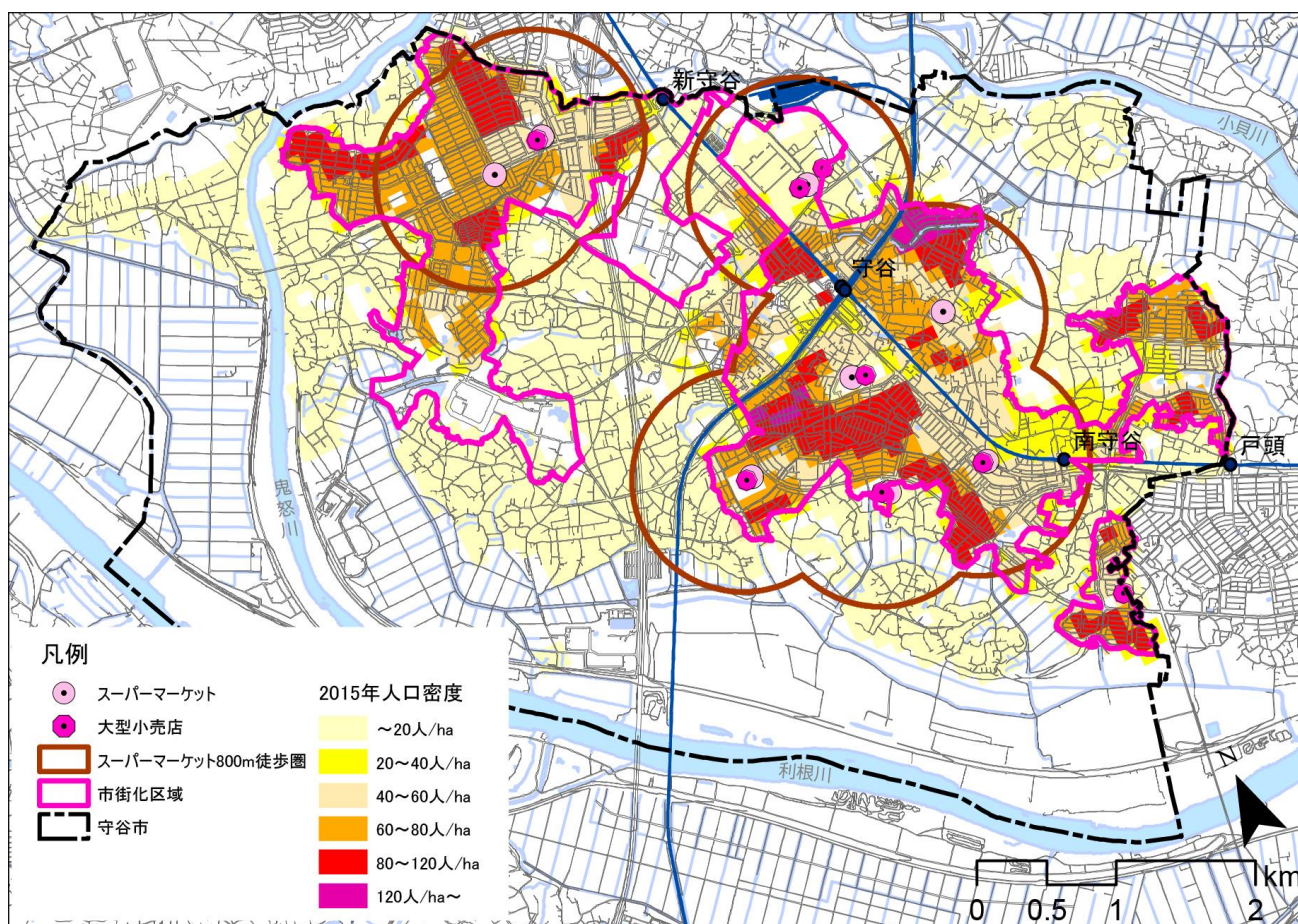 新守谷
小貝川
守谷
南守谷
戸頭
鬼怒川
利根川
N
凡例
スーパーマーケット
大型小売店
スーパーマーケット800m徒歩圏
市街化区域
守谷市
2015年人口密度
～20人/ha
20～40人/ha
40～60人/ha
60～80人/ha
80～120人/ha
120人/ha～
km
0 0.5 1 2